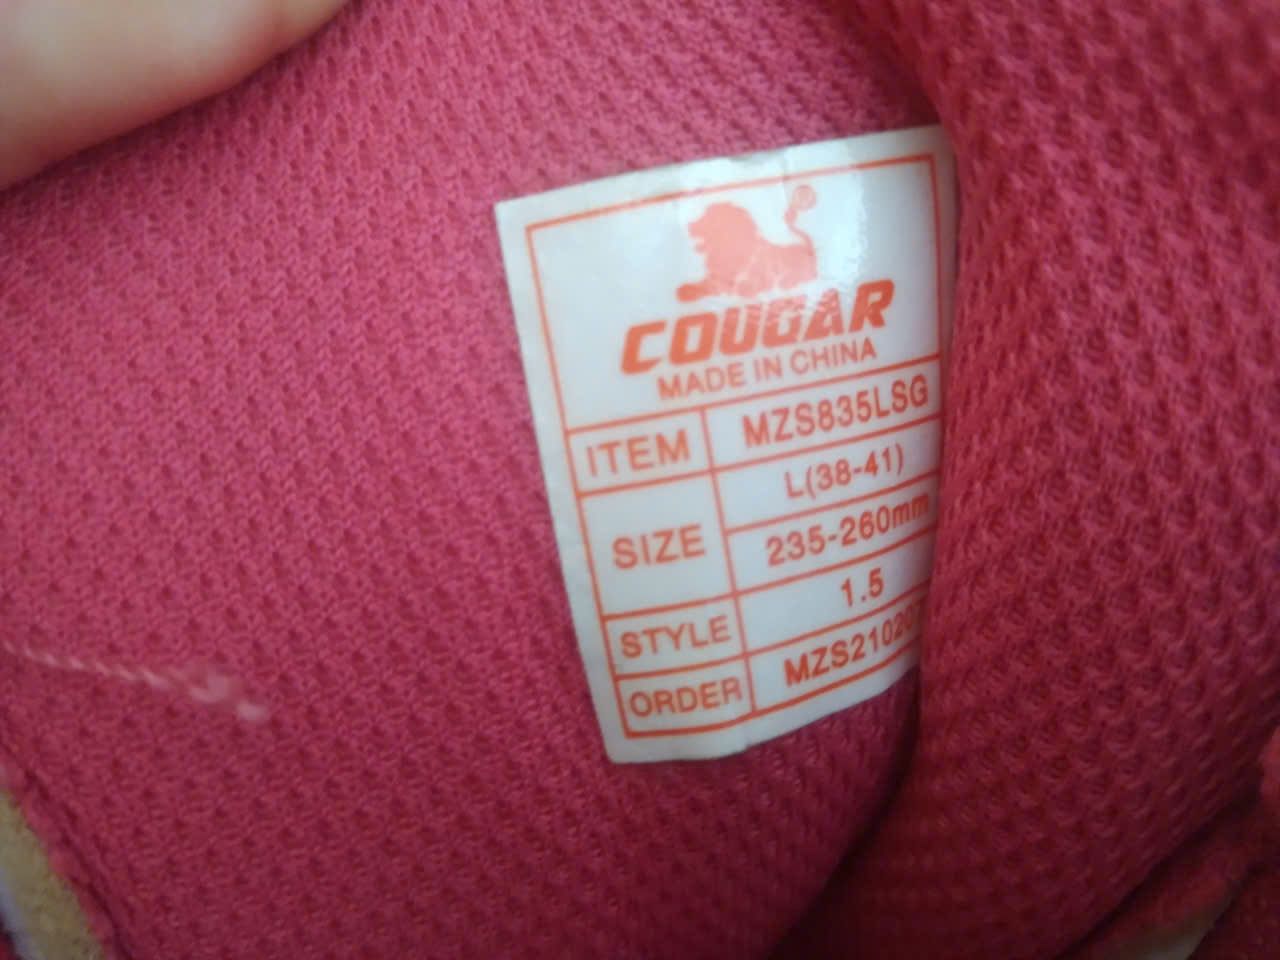 ®
COUGAR
MADE IN CHINA
ITEM MZS835LSG
SIZE L(38-41)
235-260mm
STYLE 1.5
ORDER